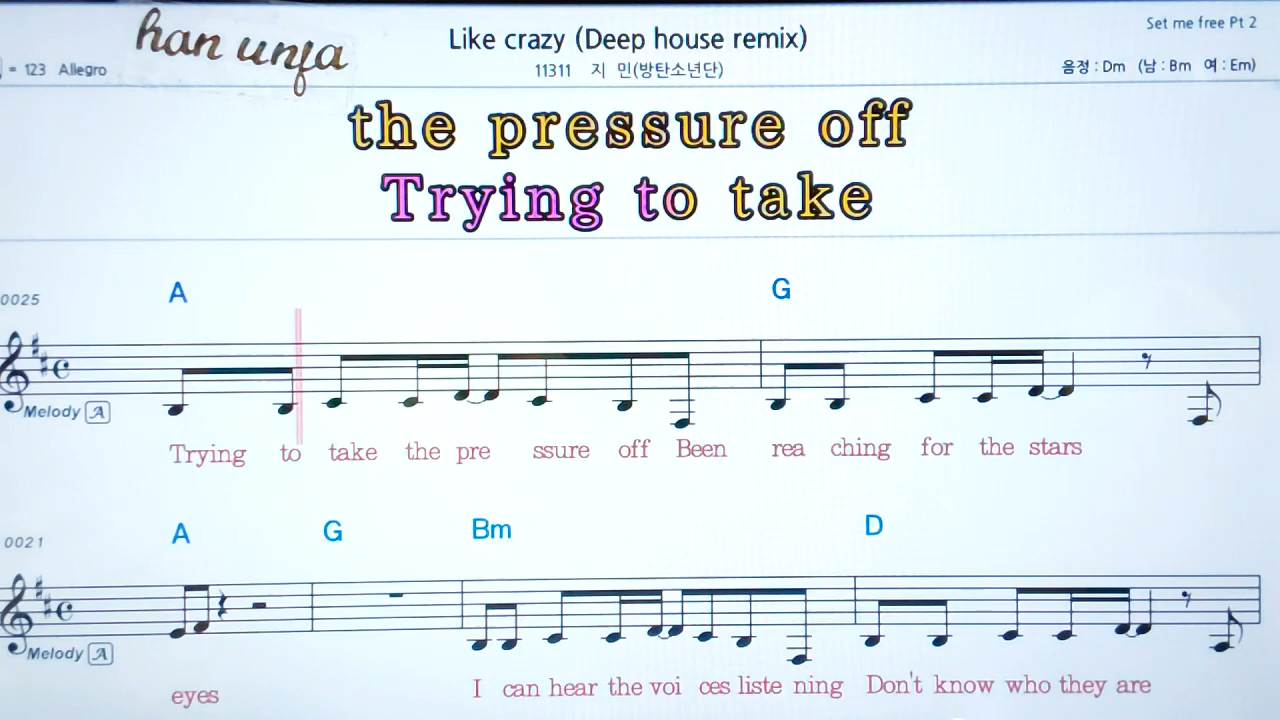 han unja
Like crazy (Deep house remix)
Set me free Pt 2
= 123 Allegro
11311 지 민(방탄소년단)
음정 : Dm (남 : Bm 여 : Em)
the pressure off
Trying to take
0025
A G
Melody A
Trying to take the pre ssure off Been rea ching for the stars
0021
A G Bm D
Melody A
eyes I can hear the voi ces liste ning Don't know who they are